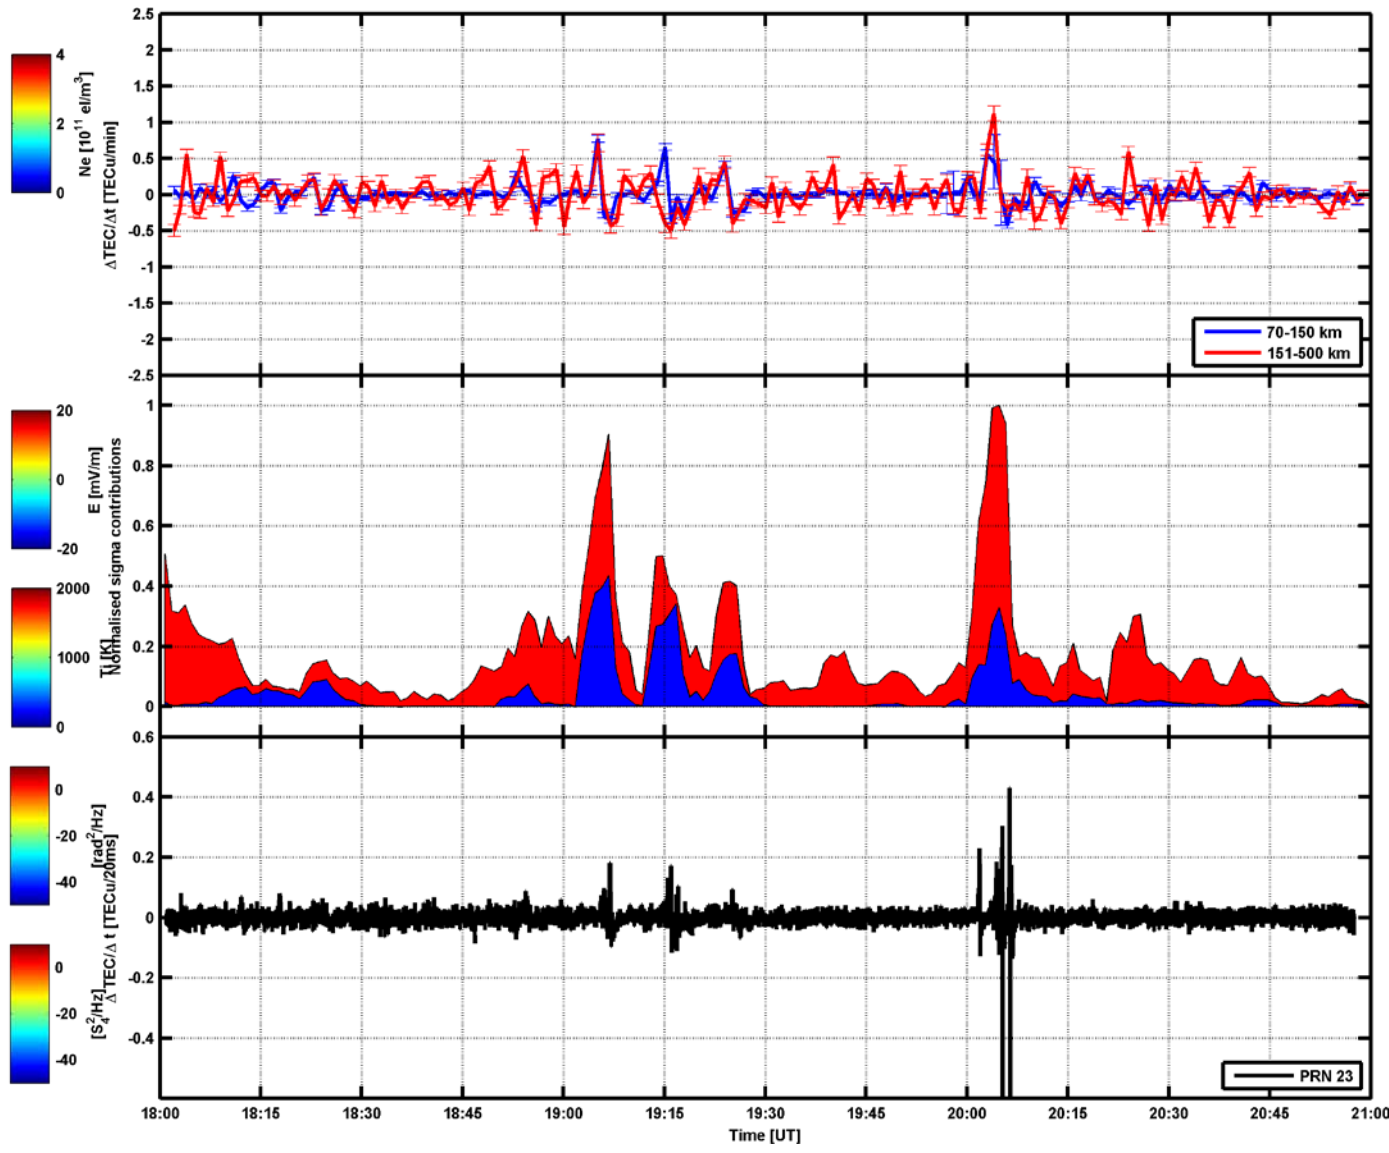 2.5
2
1.5
1
0.5
0
-0.5
-1
-1.5
-2
-2.5
ΔTEC/Δt [TECu/min]
4
2
0
Ne [10¹¹ el/m³]
70-150 km
151-500 km
1
0.8
0.6
0.4
0.2
0
Normalised sigma contributions
20
0
-20
E [mV/m]
2000
1000
0
Ti [K]
0.6
0.4
0.2
0
-0.2
-0.4
Δ TEC/Δ t [TECu/20ms]
0
-20
-40
[rad²/Hz]
0
-20
-40
[S₄²/Hz]
PRN 23
18:00 18:15 18:30 18:45 19:00 19:15 19:30 19:45 20:00 20:15 20:30 20:45 21:00
Time [UT]